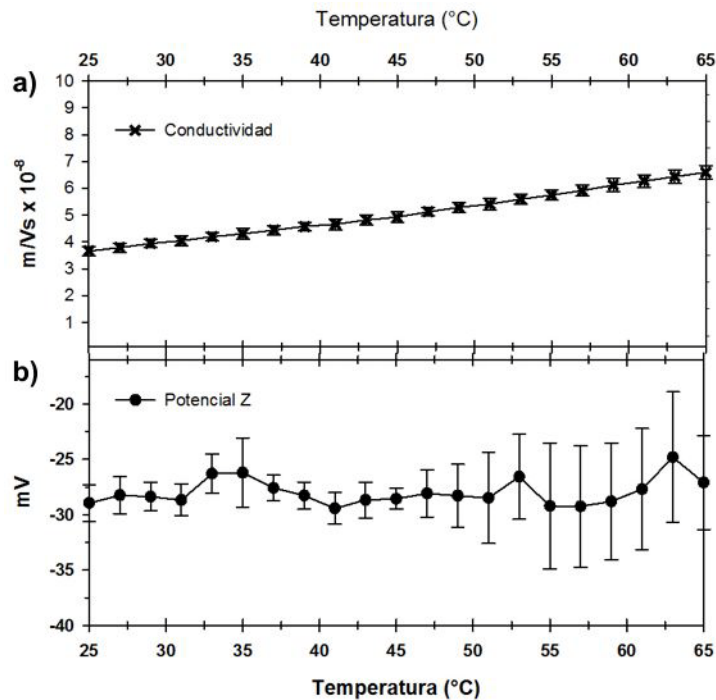 Temperatura (°C)
25 30 35 40 45 50 55 60 65
a)
10
9
8
7
6
5
4
3
2
1
m/Vs x 10⁻⁸
Conductividad
b)
Potencial Z
-20
-25
-30
-35
-40
mV
25 30 35 40 45 50 55 60 65
Temperatura (°C)